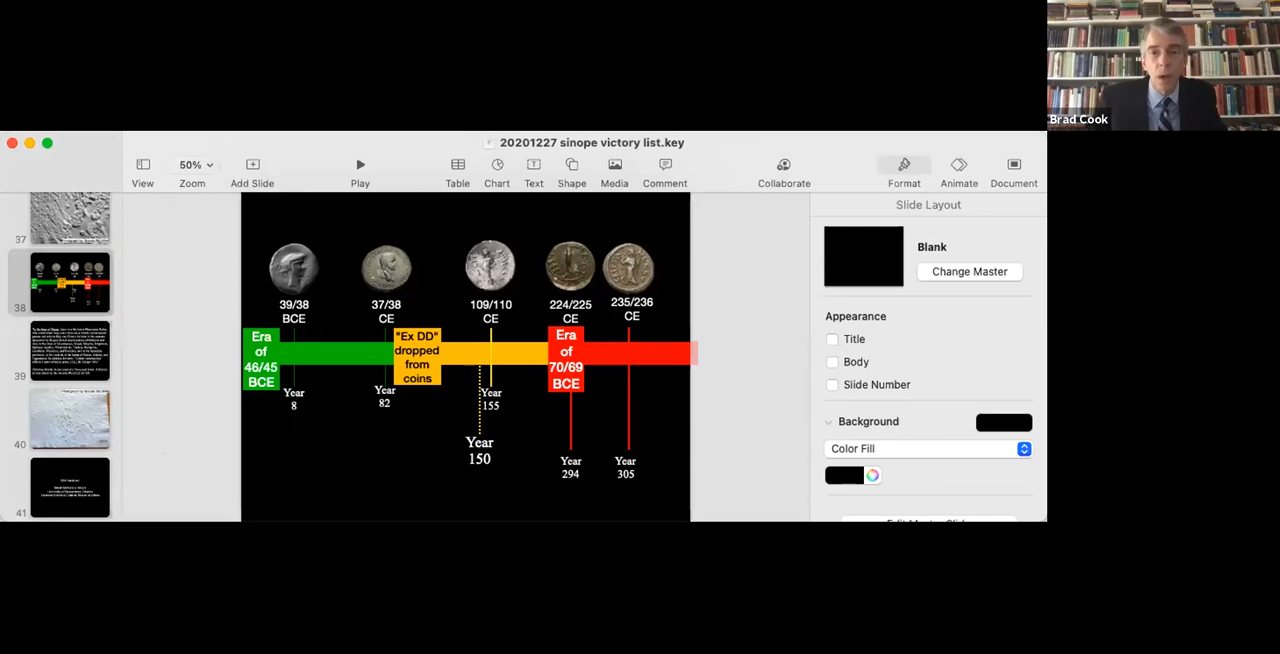 Brad Cook
20201227 sinope victory list.key
50%
View
Zoom
Add Slide
Play
Table
Chart
Text
Shape
Media
Comment
Collaborate
Format
Animate
Document
Slide Layout
Blank
Change Master
Appearance
Title
Body
Slide Number
Background
Color Fill
37
38
39
40
41
39/38
BCE
37/38
CE
109/110
CE
224/225
CE
235/236
CE
Era
of
46/45
BCE
"Ex DD"
dropped
from
coins
Era
of
70/69
BCE
Year
8
Year
82
Year
155
Year
150
Year
294
Year
305